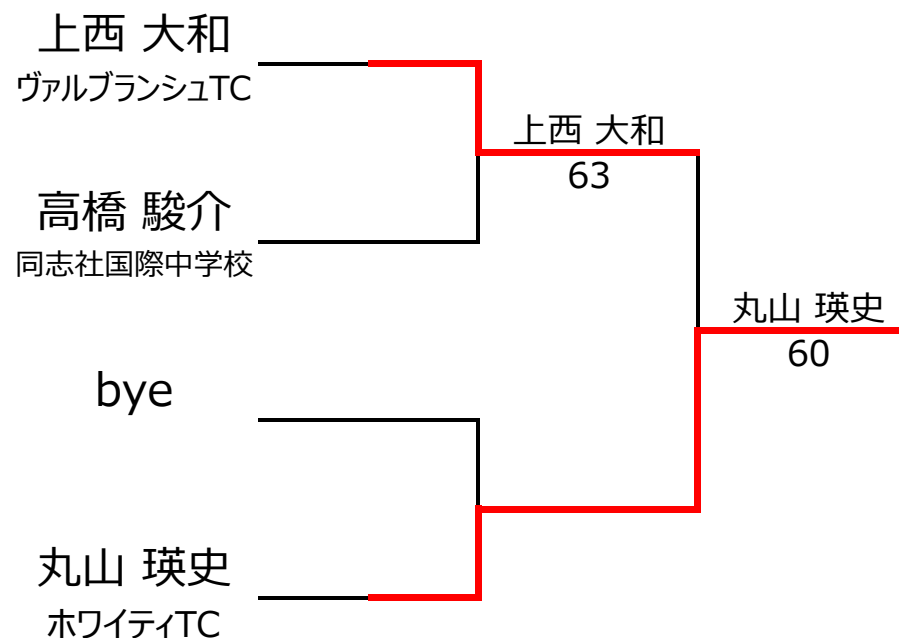 上西 大和
ヴァルブランシュTC
上西 大和
63
高橋 駿介
同志社国際中学校
丸山 瑛史
60
bye
丸山 瑛史
ホワイティTC